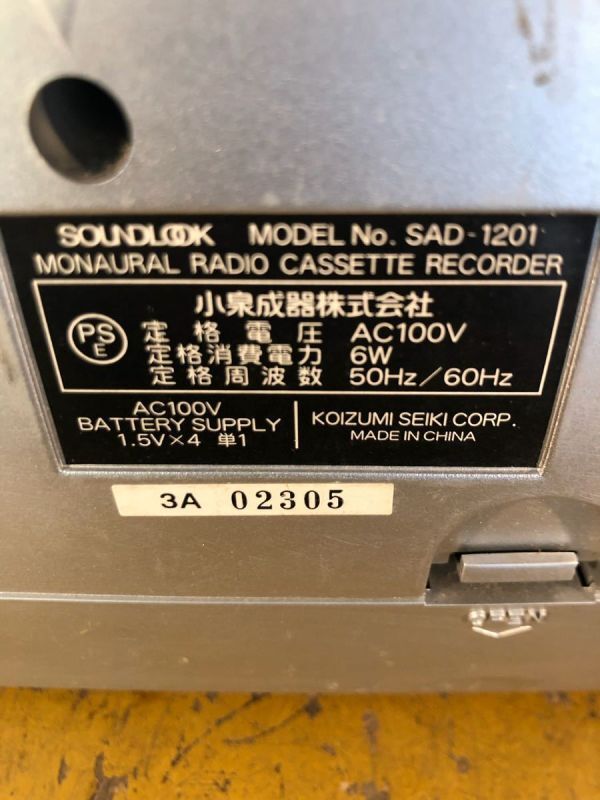 SOUNDLOOK MODEL No. SAD-1201
MONAURAL RADIO CASSETTE RECORDER
小泉成器株式会社
PS E
定格電圧 AC100V
定格消費電力 6W
定格周波数 50Hz/60Hz
AC100V
BATTERY SUPPLY
1.5V×4 単1
KOIZUMI SEIKI CORP.
MADE IN CHINA
3A 02305
OPEN